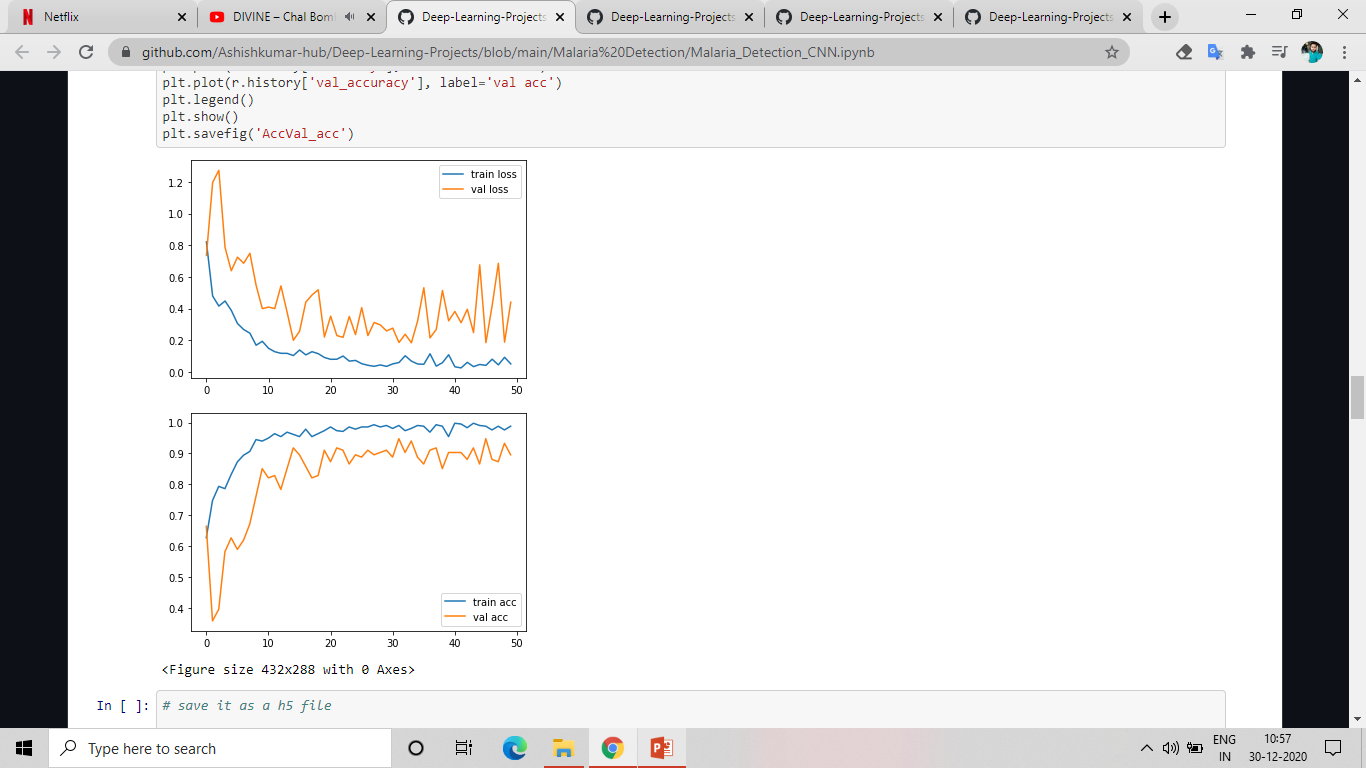 Netflix
DIVINE – Chal Bom
Deep-Learning-Projects
Deep-Learning-Projects
Deep-Learning-Projects
Deep-Learning-Projects
github.com/Ashishkumar-hub/Deep-Learning-Projects/blob/main/Malaria%20Detection/Malaria_Detection_CNN.ipynb
plt.plot(r.history['val_accuracy'], label='val acc')
plt.legend()
plt.show()
plt.savefig('AccVal_acc')
train loss
val loss
1.2
1.0
0.8
0.6
0.4
0.2
0.0
0 10 20 30 40 50
1.0
0.9
0.8
0.7
0.6
0.5
0.4
train acc
val acc
0 10 20 30 40 50
<Figure size 432x288 with 0 Axes>
In [ ]: # save it as a h5 file
Type here to search
ENG
IN
10:57
30-12-2020